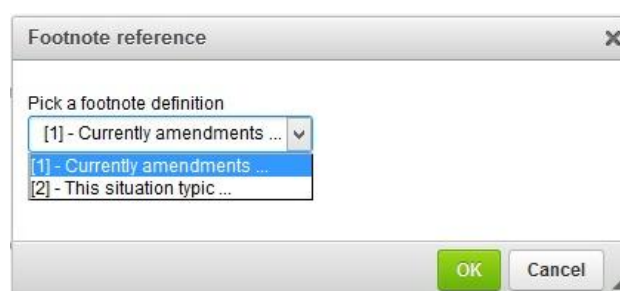 Footnote reference
Pick a footnote definition
[1] - Currently amendments ...
[1] - Currently amendments ...
[2] - This situation typic ...
OK Cancel